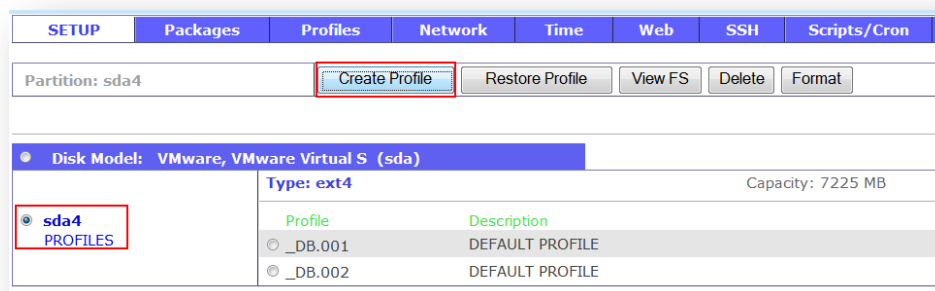 SETUP Packages Profiles Network Time Web SSH Scripts/Cron
Partition: sda4 Create Profile Restore Profile View FS Delete Format
Disk Model: VMware, VMware Virtual S (sda)
Type: ext4 Capacity: 7225 MB
sda4 Profile Description
PROFILES
_DB.001 DEFAULT PROFILE
_DB.002 DEFAULT PROFILE